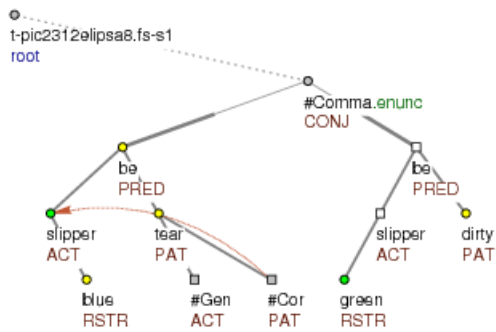 t-pic2312elipsa8.fs-s1
root
#Comma.enunc
CONJ
be
PRED
be
PRED
slipper
ACT
tear
PAT
slipper
ACT
dirty
PAT
blue
RSTR
#Gen
ACT
#Cor
PAT
green
RSTR